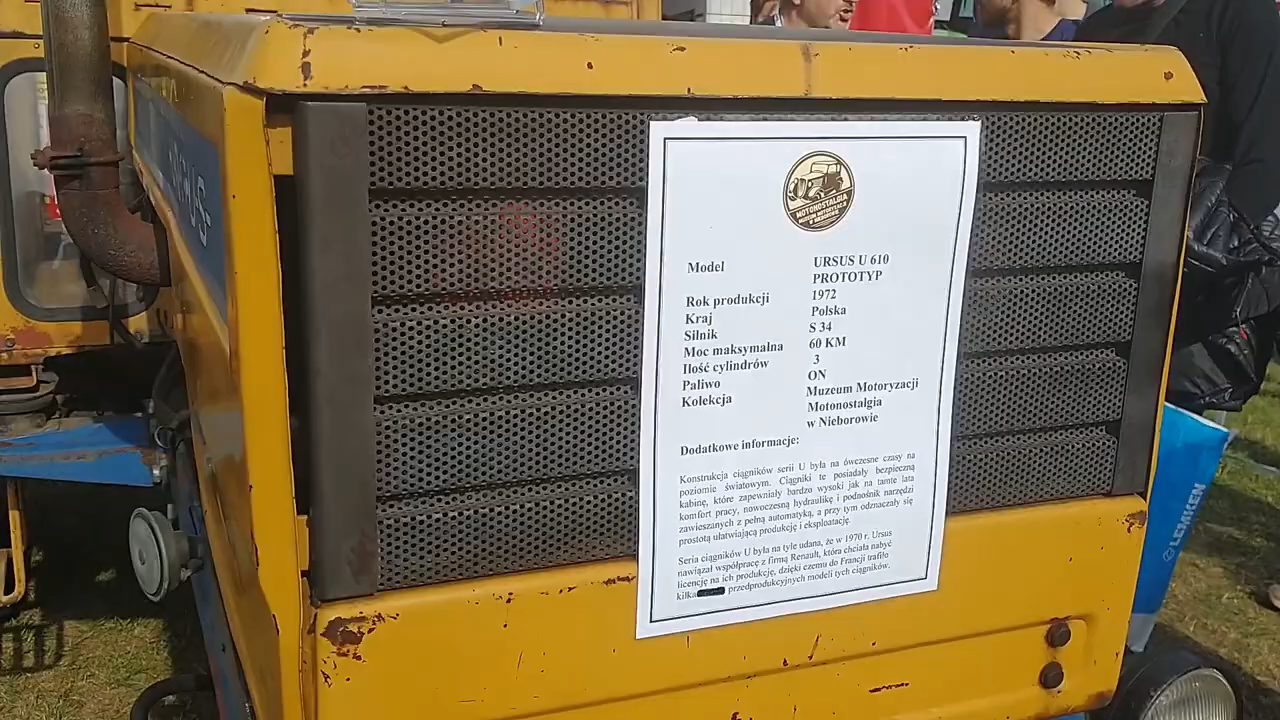 MOTONOSTALGIA
MUZEUM MOTORYZACJI
W NIEBOROWIE
Model URSUS U 610
PROTOTYP
Rok produkcji 1972
Kraj Polska
Silnik S 34
Moc maksymalna 60 KM
Ilość cylindrów 3
Paliwo ON
Kolekcja Muzeum Motoryzacji
Motonostalgia
w Nieborowie
Dodatkowe informacje:
Konstrukcja ciągników serii U była na ówczesne czasy na
poziomie światowym. Ciągniki te posiadały bezpieczną
kabinę, które zapewniały bardzo wysoki jak na tamte lata
komfort pracy, nowoczesną hydraulikę i podnośnik narzędzi
zawieszanych z pełną automatyką, a przy tym odznaczały się
prostotą ułatwiającą produkcję i eksploatację.
Seria ciągników U była na tyle udana, że w 1970 r. Ursus
nawiązał współpracę z firmą Renault, która chciała nabyć
licencję na ich produkcję, dzięki czemu do Francji trafiło
kilka przedprodukcyjnych modeli tych ciągników.
LEMKEN